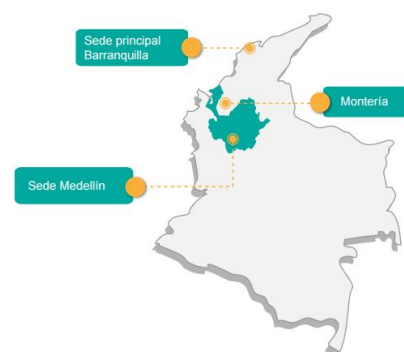 Sede principal
Barranquilla
Montería
Sede Medellín